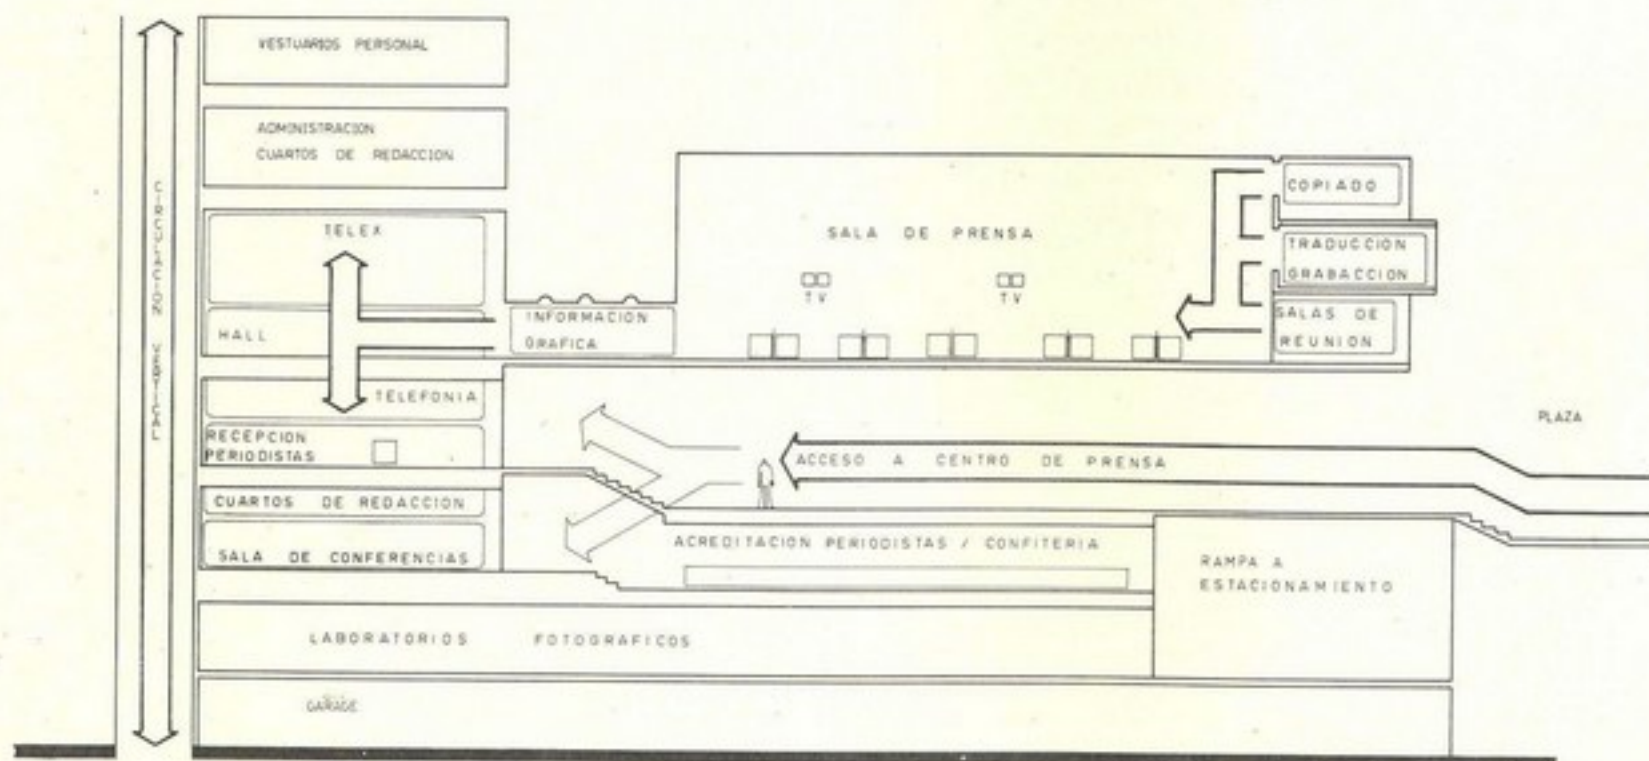 VESTUARIOS PERSONAL
ADMINISTRACION
CUARTOS DE REDACCION
CIRCULACION VERTICAL
TELEX
HALL
INFORMACION
GRAFICA
SALA DE PRENSA
TV
TV
COPIADO
TRADUCCION
GRABACCION
SALAS DE
REUNION
TELEFONIA
RECEPCION
PERIODISTAS
PLAZA
ACCESO A CENTRO DE PRENSA
CUARTOS DE REDACCION
SALA DE CONFERENCIAS
ACREDITACION PERIODISTAS / CONFITERIA
RAMPA A
ESTACIONAMIENTO
LABORATORIOS FOTOGRAFICOS
GARAGE